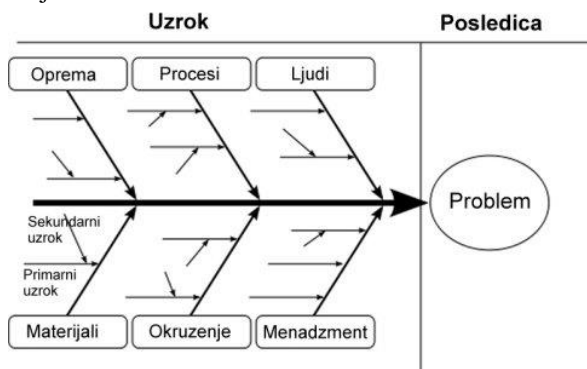 Uzrok
Posledica
Oprema
Procesi
Ljudi
Problem
Sekundarni
uzrok
Primarni
uzrok
Materijali
Okruzenje
Menadzment